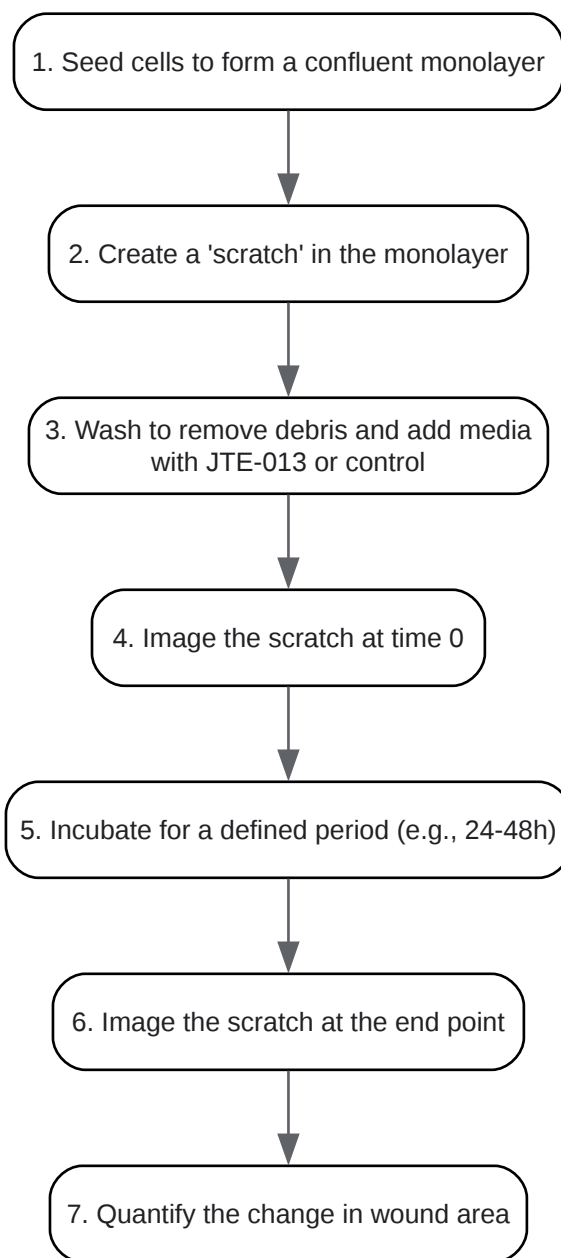 1. Seed cells to form a confluent monolayer
2. Create a 'scratch' in the monolayer
3. Wash to remove debris and add media
with JTE-013 or control
4. Image the scratch at time 0
5. Incubate for a defined period (e.g., 24-48h)
6. Image the scratch at the end point
7. Quantify the change in wound area